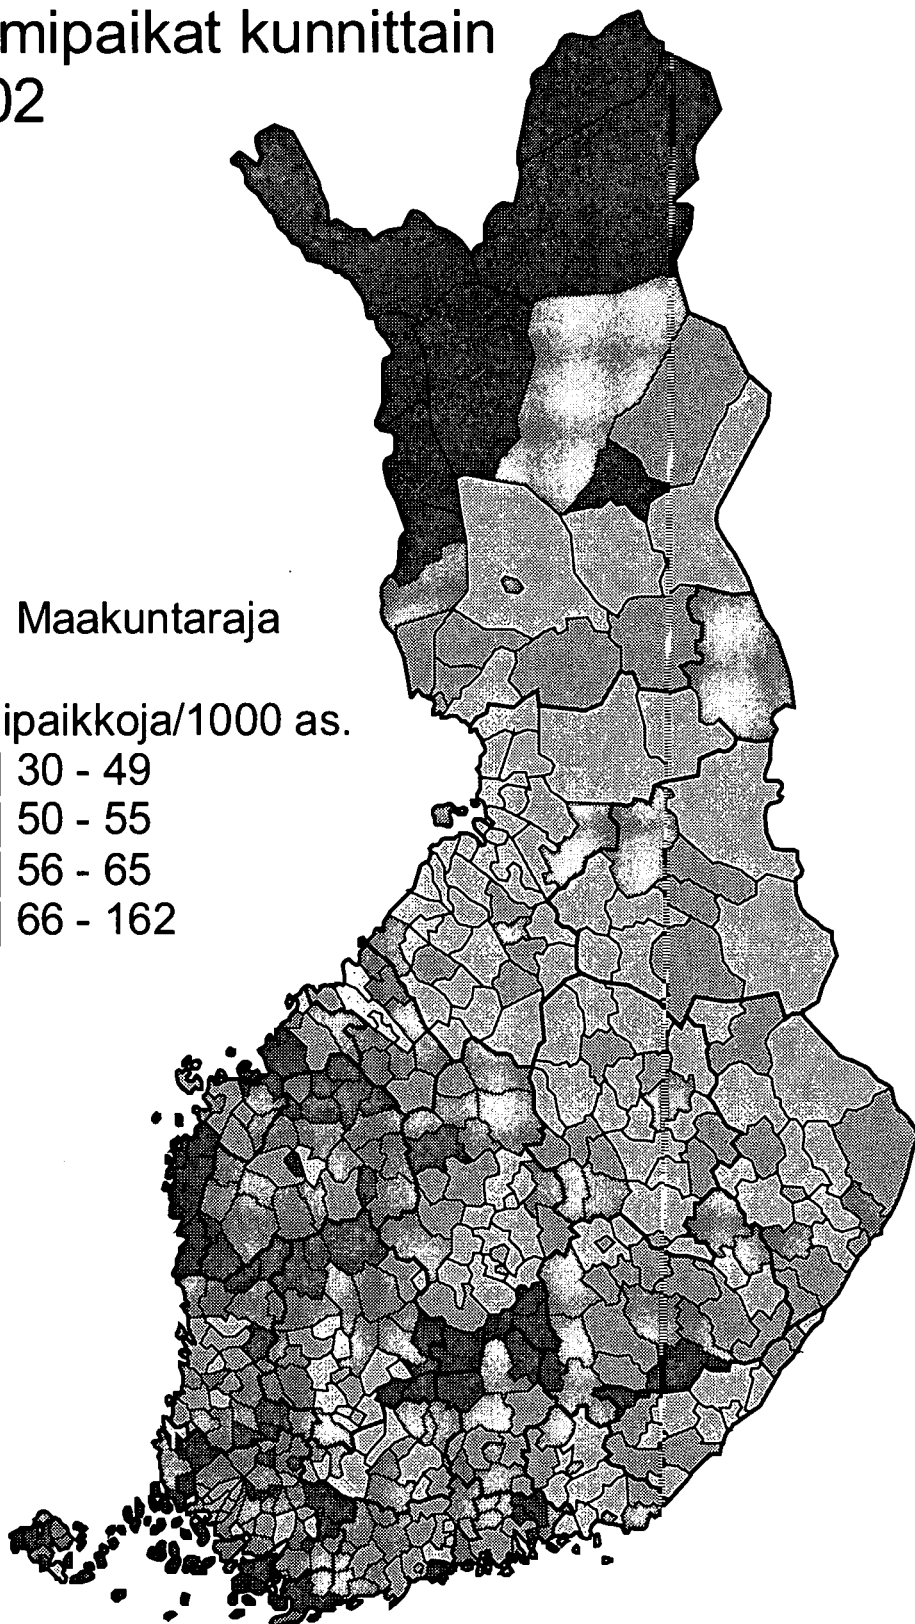 mipaikat kunnittain
02
Maakuntaraja
ipaikkoja/1000 as.
30 - 49
50 - 55
56 - 65
66 - 162